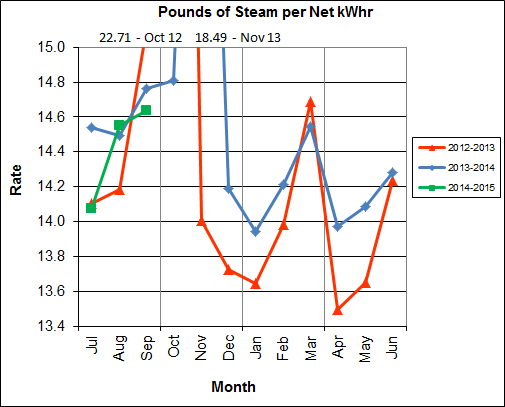 Pounds of Steam per Net kWhr
22.71 - Oct 12 18.49 - Nov 13
15.0
14.8
14.6
14.4
14.2
14.0
13.8
13.6
13.4
Rate
Jul Aug Sep Oct Nov Dec Jan Feb Mar Apr May Jun
Month
2012-2013
2013-2014
2014-2015